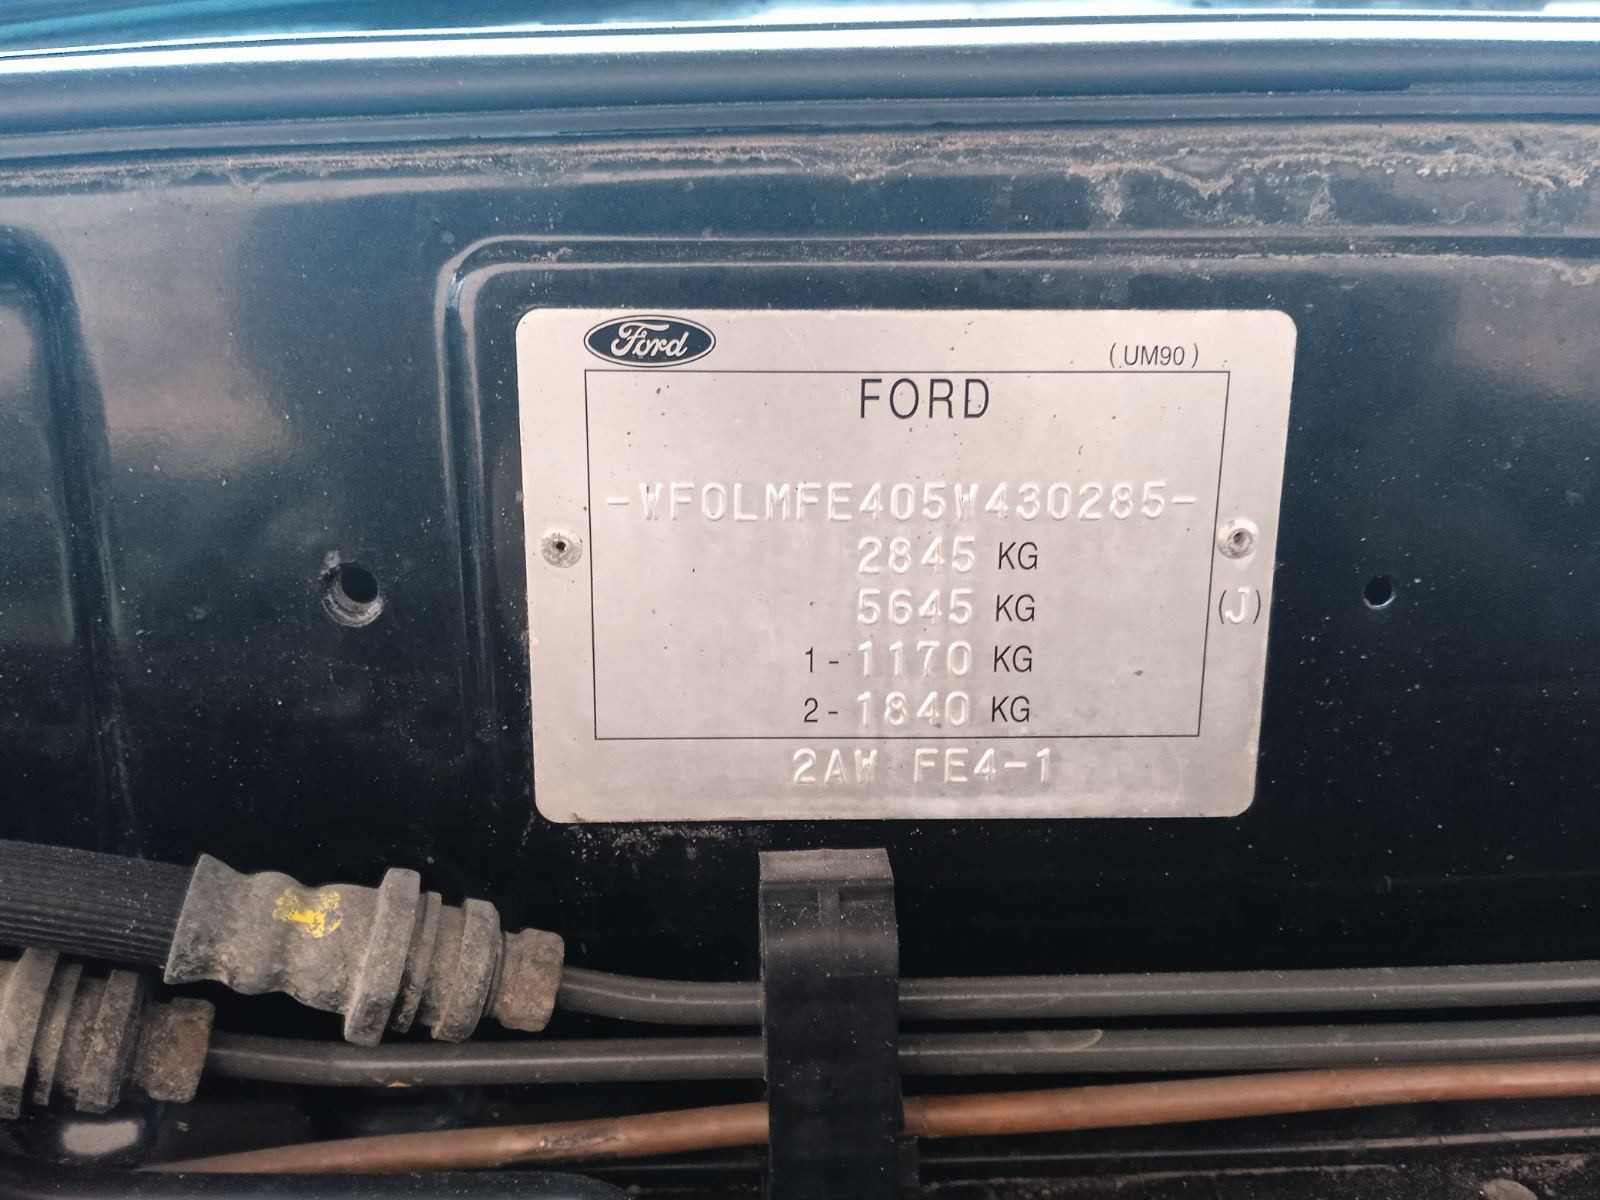 Ford
(UM90)
FORD
-WF0LMFE405W430285-
2845 KG
5645 KG
(J)
1-1170 KG
2-1840 KG
2AW FE4-1